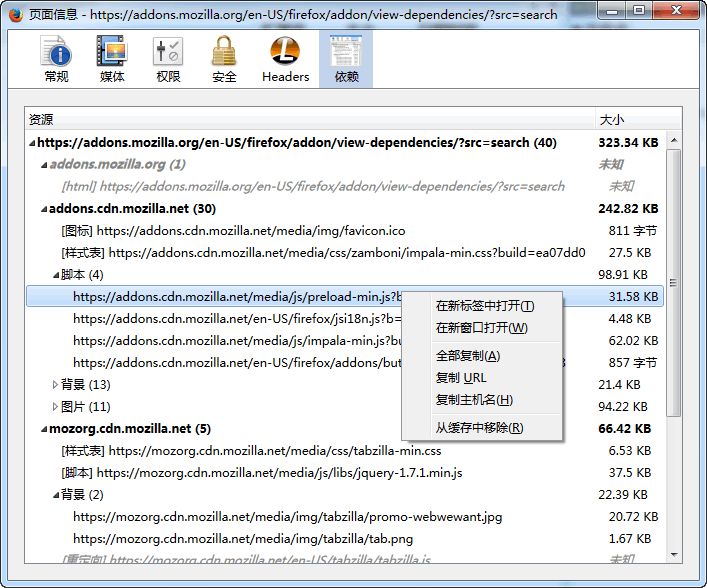 页面信息 - https://addons.mozilla.org/en-US/firefox/addon/view-dependencies/?src=search
常规 媒体 权限 安全 Headers 依赖
资源 大小
https://addons.mozilla.org/en-US/firefox/addon/view-dependencies/?src=search (40) 323.34 KB
addons.mozilla.org (1) 未知
[html] https://addons.mozilla.org/en-US/firefox/addon/view-dependencies/?src=search 未知
addons.cdn.mozilla.net (30) 242.82 KB
[图标] https://addons.cdn.mozilla.net/media/img/favicon.ico 811 字节
[样式表] https://addons.cdn.mozilla.net/media/css/zamboni/impala-min.css?build=ea07dd0 27.5 KB
脚本 (4) 98.91 KB
https://addons.cdn.mozilla.net/media/js/preload-min.js?b 31.58 KB
https://addons.cdn.mozilla.net/en-US/firefox/jsi18n.js?b= 4.48 KB
https://addons.cdn.mozilla.net/media/js/impala-min.js?bu 62.02 KB
https://addons.cdn.mozilla.net/en-US/firefox/addons/but 857 字节
背景 (13) 21.4 KB
图片 (11) 94.22 KB
mozorg.cdn.mozilla.net (5) 66.42 KB
[样式表] https://mozorg.cdn.mozilla.net/media/css/tabzilla-min.css 6.53 KB
[脚本] https://mozorg.cdn.mozilla.net/media/js/libs/jquery-1.7.1.min.js 37.5 KB
背景 (2) 22.39 KB
https://mozorg.cdn.mozilla.net/media/img/tabzilla/promo-webwewant.jpg 20.72 KB
https://mozorg.cdn.mozilla.net/media/img/tabzilla/tab.png 1.67 KB
[重定向] https://mozorg.cdn.mozilla.net/en-US/tabzilla/tabzilla.js 未知
在新标签中打开(T)
在新窗口打开(W)
全部复制(A)
复制 URL
复制主机名(H)
从缓存中移除(R)